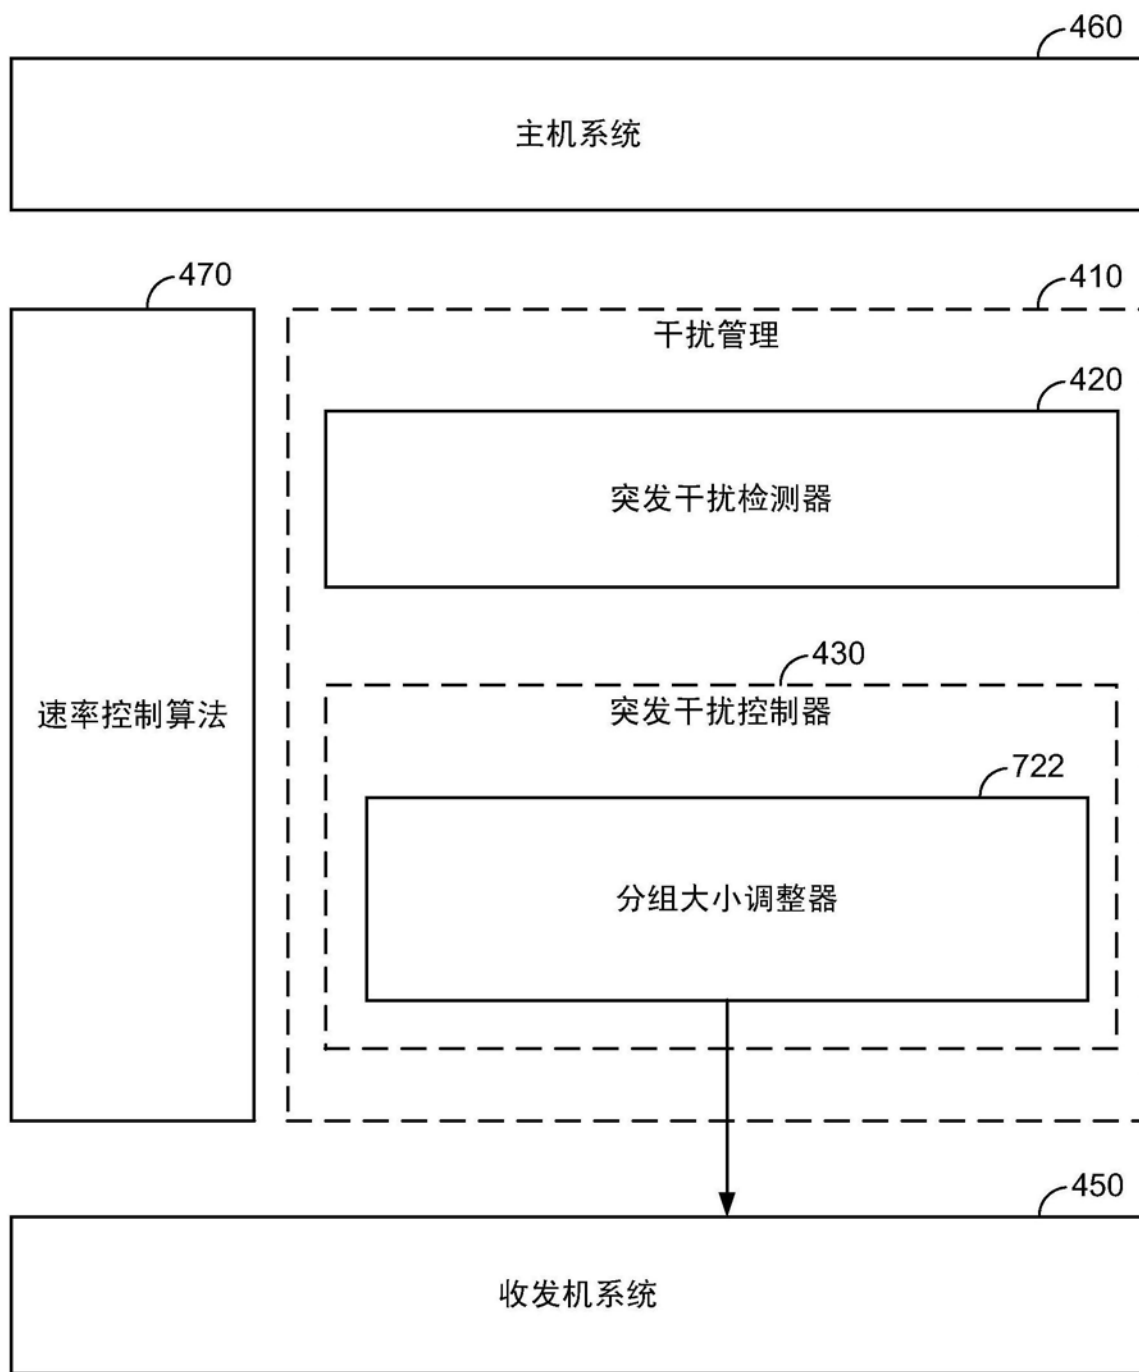 460
主机系统
470
410
干扰管理
420
突发干扰检测器
430
突发干扰控制器
速率控制算法
722
分组大小调整器
450
收发机系统